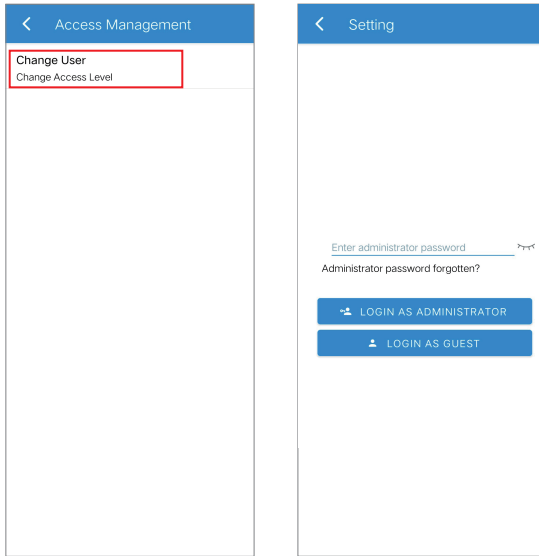 Access Management
Change User
Change Access Level
Setting
Enter administrator password
Administrator password forgotten?
LOGIN AS ADMINISTRATOR
LOGIN AS GUEST